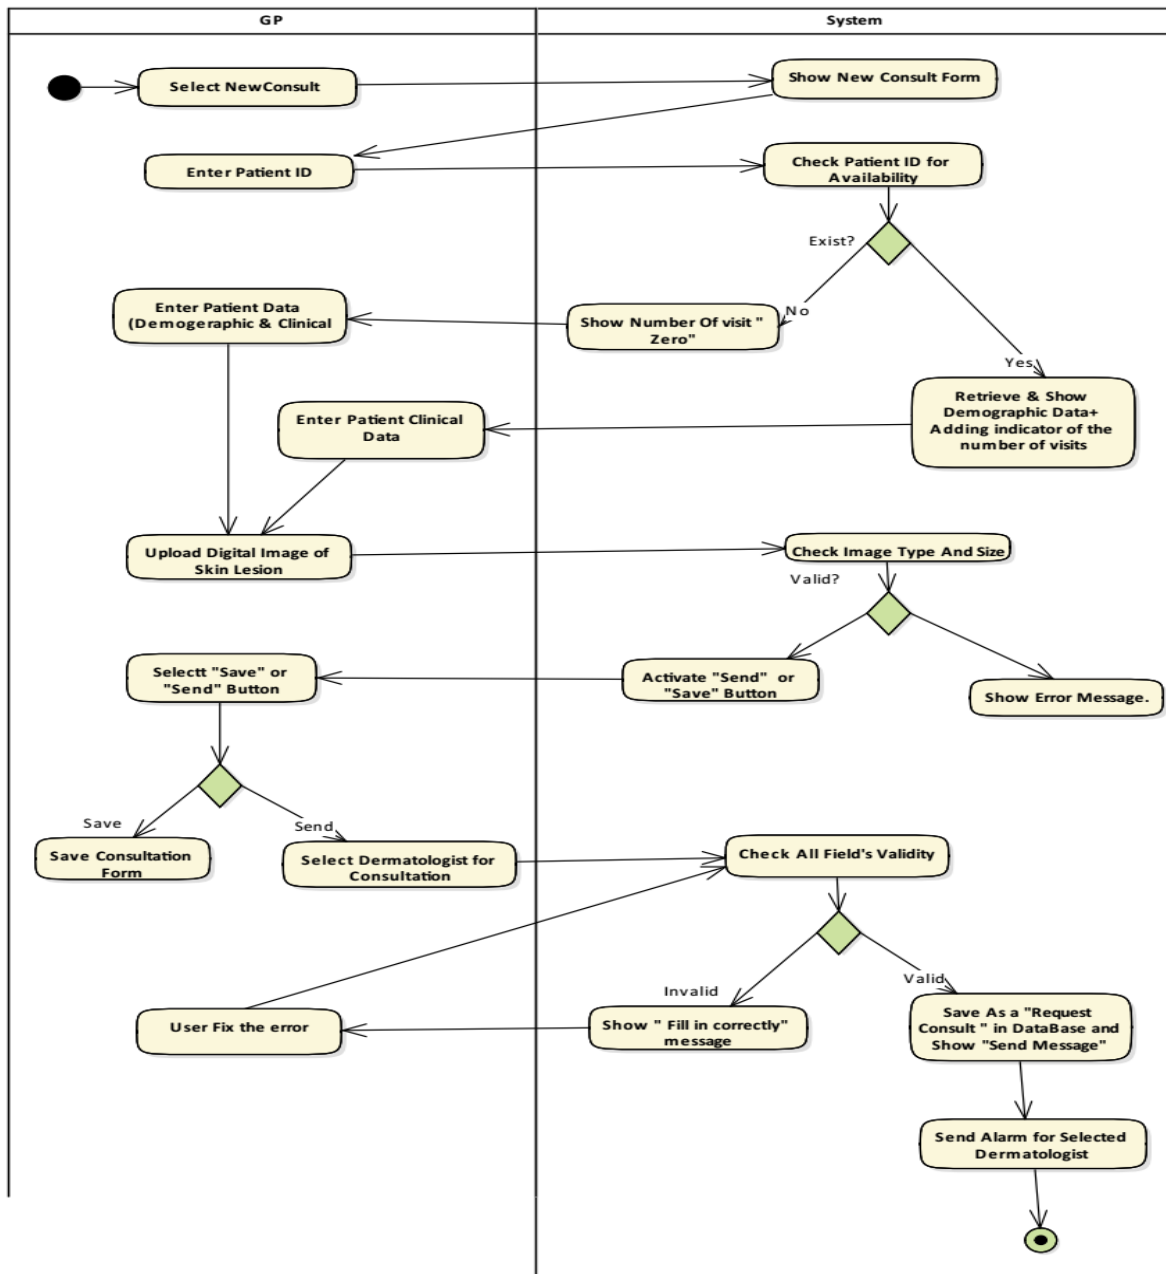 GP
System
Select NewConsult
Show New Consult Form
Enter Patient ID
Check Patient ID for
Availability
Exist?
No
Yes
Enter Patient Data
(Demogeraphic & Clinical
Show Number Of visit "
Zero"
Retrieve & Show
Demographic Data+
Adding indicator of the
number of visits
Enter Patient Clinical
Data
Upload Digital Image of
Skin Lesion
Check Image Type And Size
Valid?
Selectt "Save" or
"Send" Button
Activate "Send" or
"Save" Button
Show Error Message.
Save
Send
Save Consultation
Form
Select Dermatologist for
Consultation
Check All Field's Validity
Invalid
Valid
User Fix the error
Show " Fill in correctly"
message
Save As a "Request
Consult " in DataBase and
Show "Send Message"
Send Alarm for Selected
Dermatologist